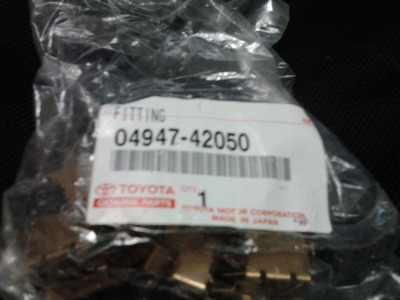 FITTING
04947-42050
TOYOTA QTY 1
GENUINE PARTS
TOYOTA MOTOR CORPORATION
MADE IN JAPAN